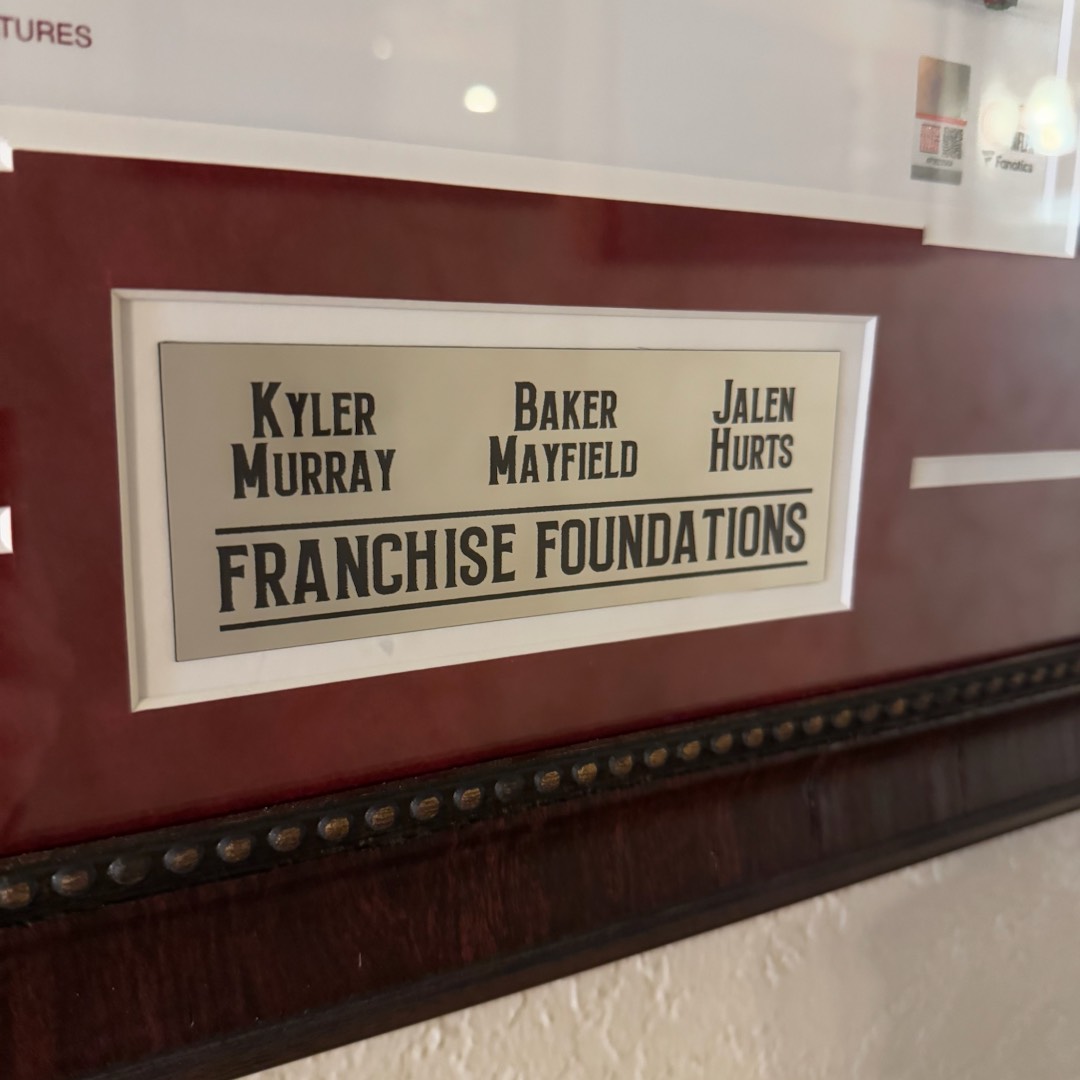 TURES
Fanatics
KYLER MURRAY
BAKER MAYFIELD
JALEN HURTS
FRANCHISE FOUNDATIONS